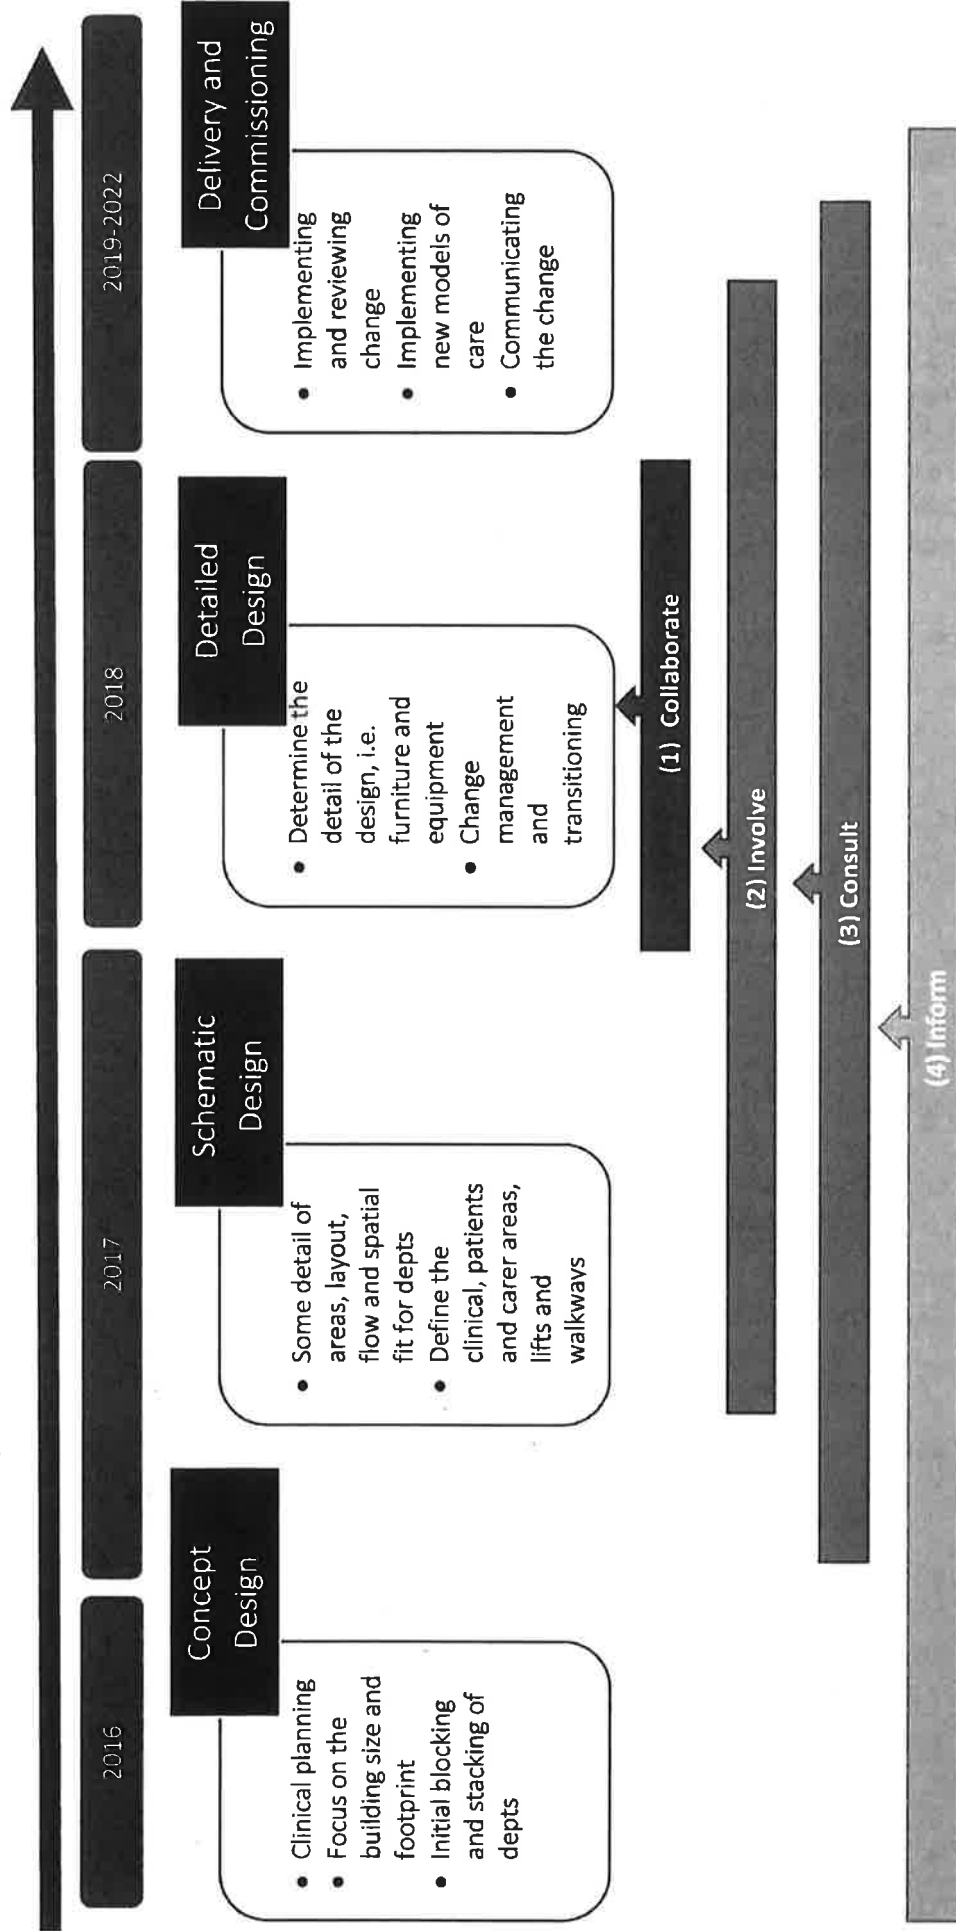 2016
2017
2018
2019-2022
Concept
Design
• Clinical planning
• Focus on the
building size and
footprint
• Initial blocking
and stacking of
depts
Schematic
Design
• Some detail of
areas, layout,
flow and spatial
fit for depts
• Define the
clinical, patients
and carer areas,
lifts and
walkways
Detailed
Design
• Determine the
detail of the
design, i.e.
furniture and
equipment
• Change
management
and
transitioning
Delivery and
Commissioning
• Implementing
and reviewing
change
• Implementing
new models of
care
• Communicating
the change
(1) Collaborate
(2) Involve
(3) Consult
(4) Inform